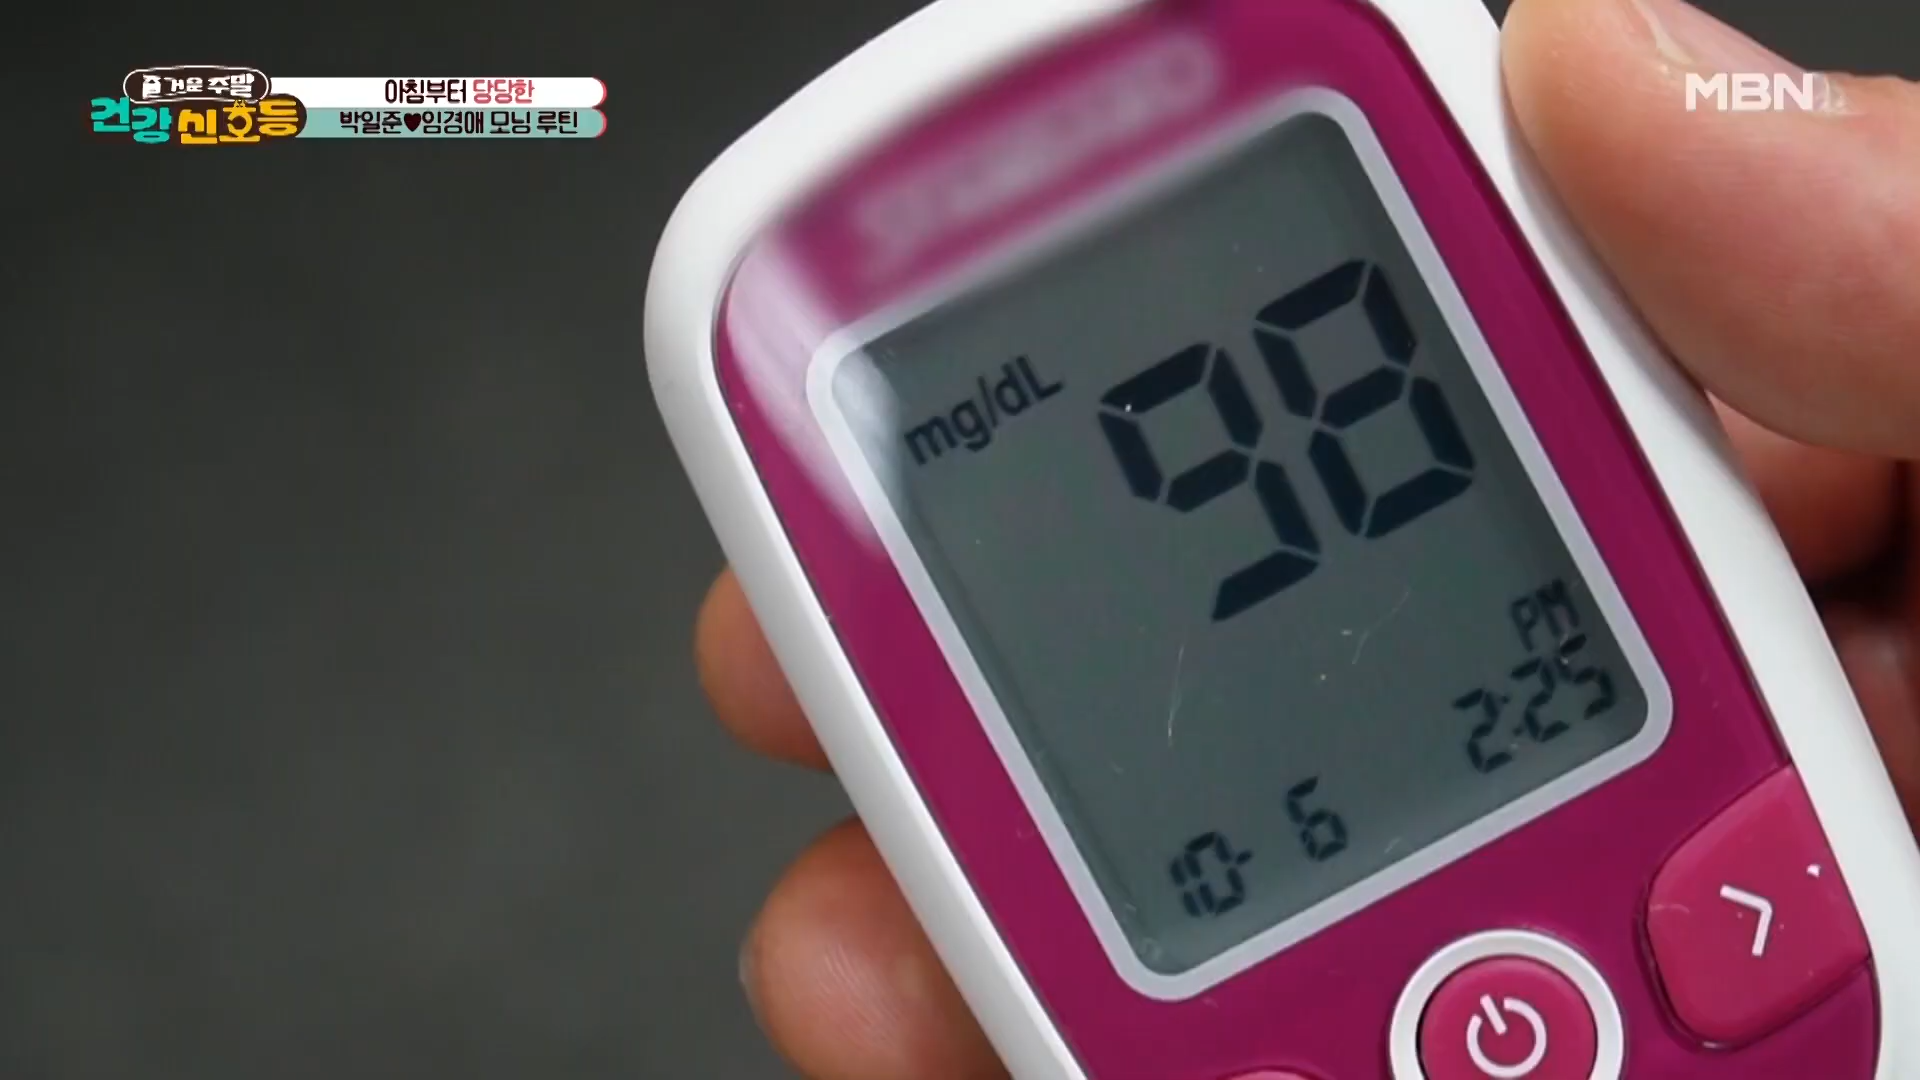 즐거운 주말
건강 신호등
아침부터 당당한
박일준♥임경애 모닝 루틴
MBN
mg/dL
98
PM
2:25
10- 6